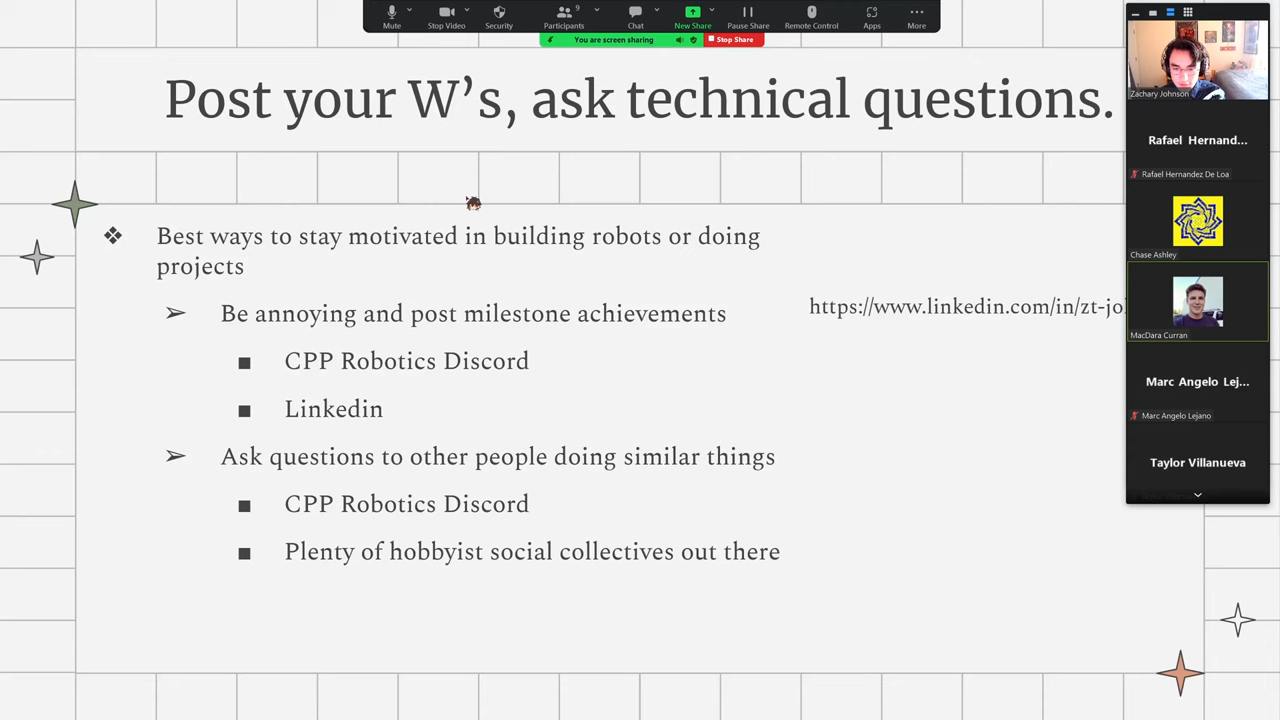 Mute
Stop Video
Security
Participants
9
Chat
New Share
Pause Share
Remote Control
Apps
More
You are screen sharing
Stop Share
Post your W’s, ask technical questions.
❖ Best ways to stay motivated in building robots or doing
projects
➢ Be annoying and post milestone achievements
■ CPP Robotics Discord
■ Linkedin
➢ Ask questions to other people doing similar things
■ CPP Robotics Discord
■ Plenty of hobbyist social collectives out there
https://www.linkedin.com/in/zt-jo
Zachary Johnson
Rafael Hernand...
Rafael Hernandez De Loa
Chase Ashley
MacDara Curran
Marc Angelo Lej...
Marc Angelo Lejano
Taylor Villanueva